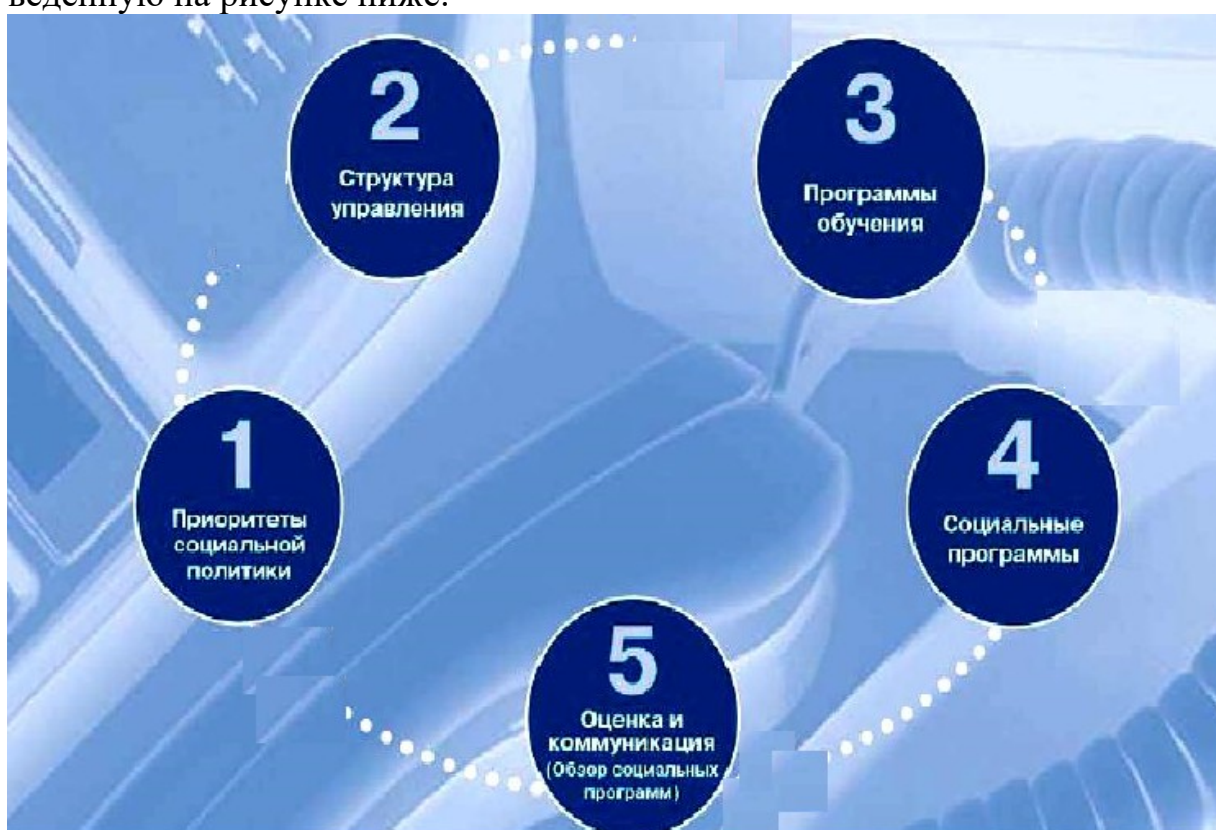 веденную на рисунке ниже.
2
Структура
управления
3
Программы
обучения
1
Приоритеты
социальной
политики
4
Социальные
программы
5
Оценка и
коммуникация
(Обзор социальных
программ)